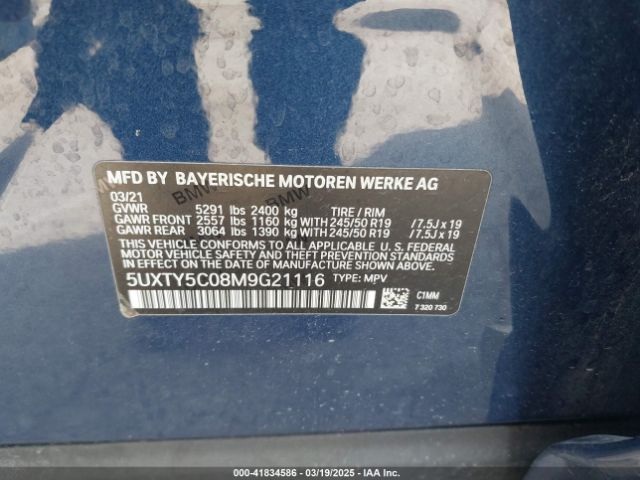 MFD BY BAYERISCHE MOTOREN WERKE AG
03/21
GVWR 5291 lbs 2400 kg TIRE / RIM
GAWR FRONT 2557 lbs 1160 kg WITH 245/50 R19 /7.5J x 19
GAWR REAR 3064 lbs 1390 kg WITH 245/50 R19 /7.5J x 19
THIS VEHICLE CONFORMS TO ALL APPLICABLE U. S. FEDERAL
MOTOR VEHICLE SAFETY AND THEFT PREVENTION STANDARDS
IN EFFECT ON THE DATE OF MANUFACTURE SHOWN ABOVE.
5UXTY5C08M9G21116 TYPE: MPV
C1MM
7 320 730
000-41834586 | 03/19/2025 | IAA, Inc.